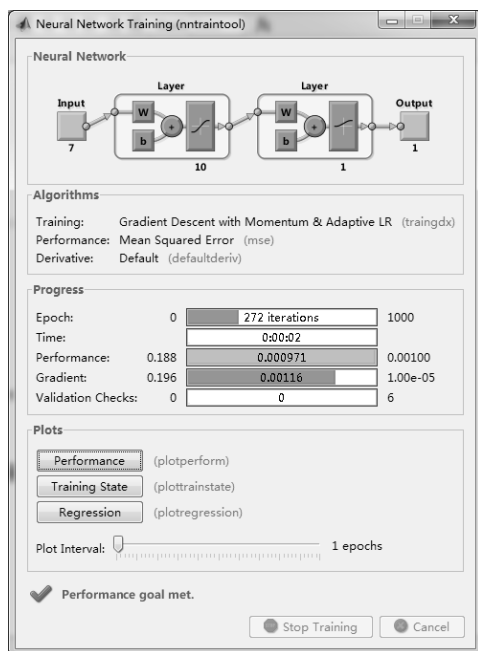 Neural Network Training (nntraintool)
Neural Network
Layer Layer
Input Output
W W
b b
7 10 1 1
Algorithms
Training: Gradient Descent with Momentum & Adaptive LR (traingdx)
Performance: Mean Squared Error (mse)
Derivative: Default (defaultderiv)
Progress
Epoch: 0 272 iterations 1000
Time: 0:00:02
Performance: 0.188 0.000971 0.00100
Gradient: 0.196 0.00116 1.00e-05
Validation Checks: 0 0 6
Plots
Performance (plotperform)
Training State (plottrainstate)
Regression (plotregression)
Plot Interval: 1 epochs
Performance goal met.
Stop Training Cancel